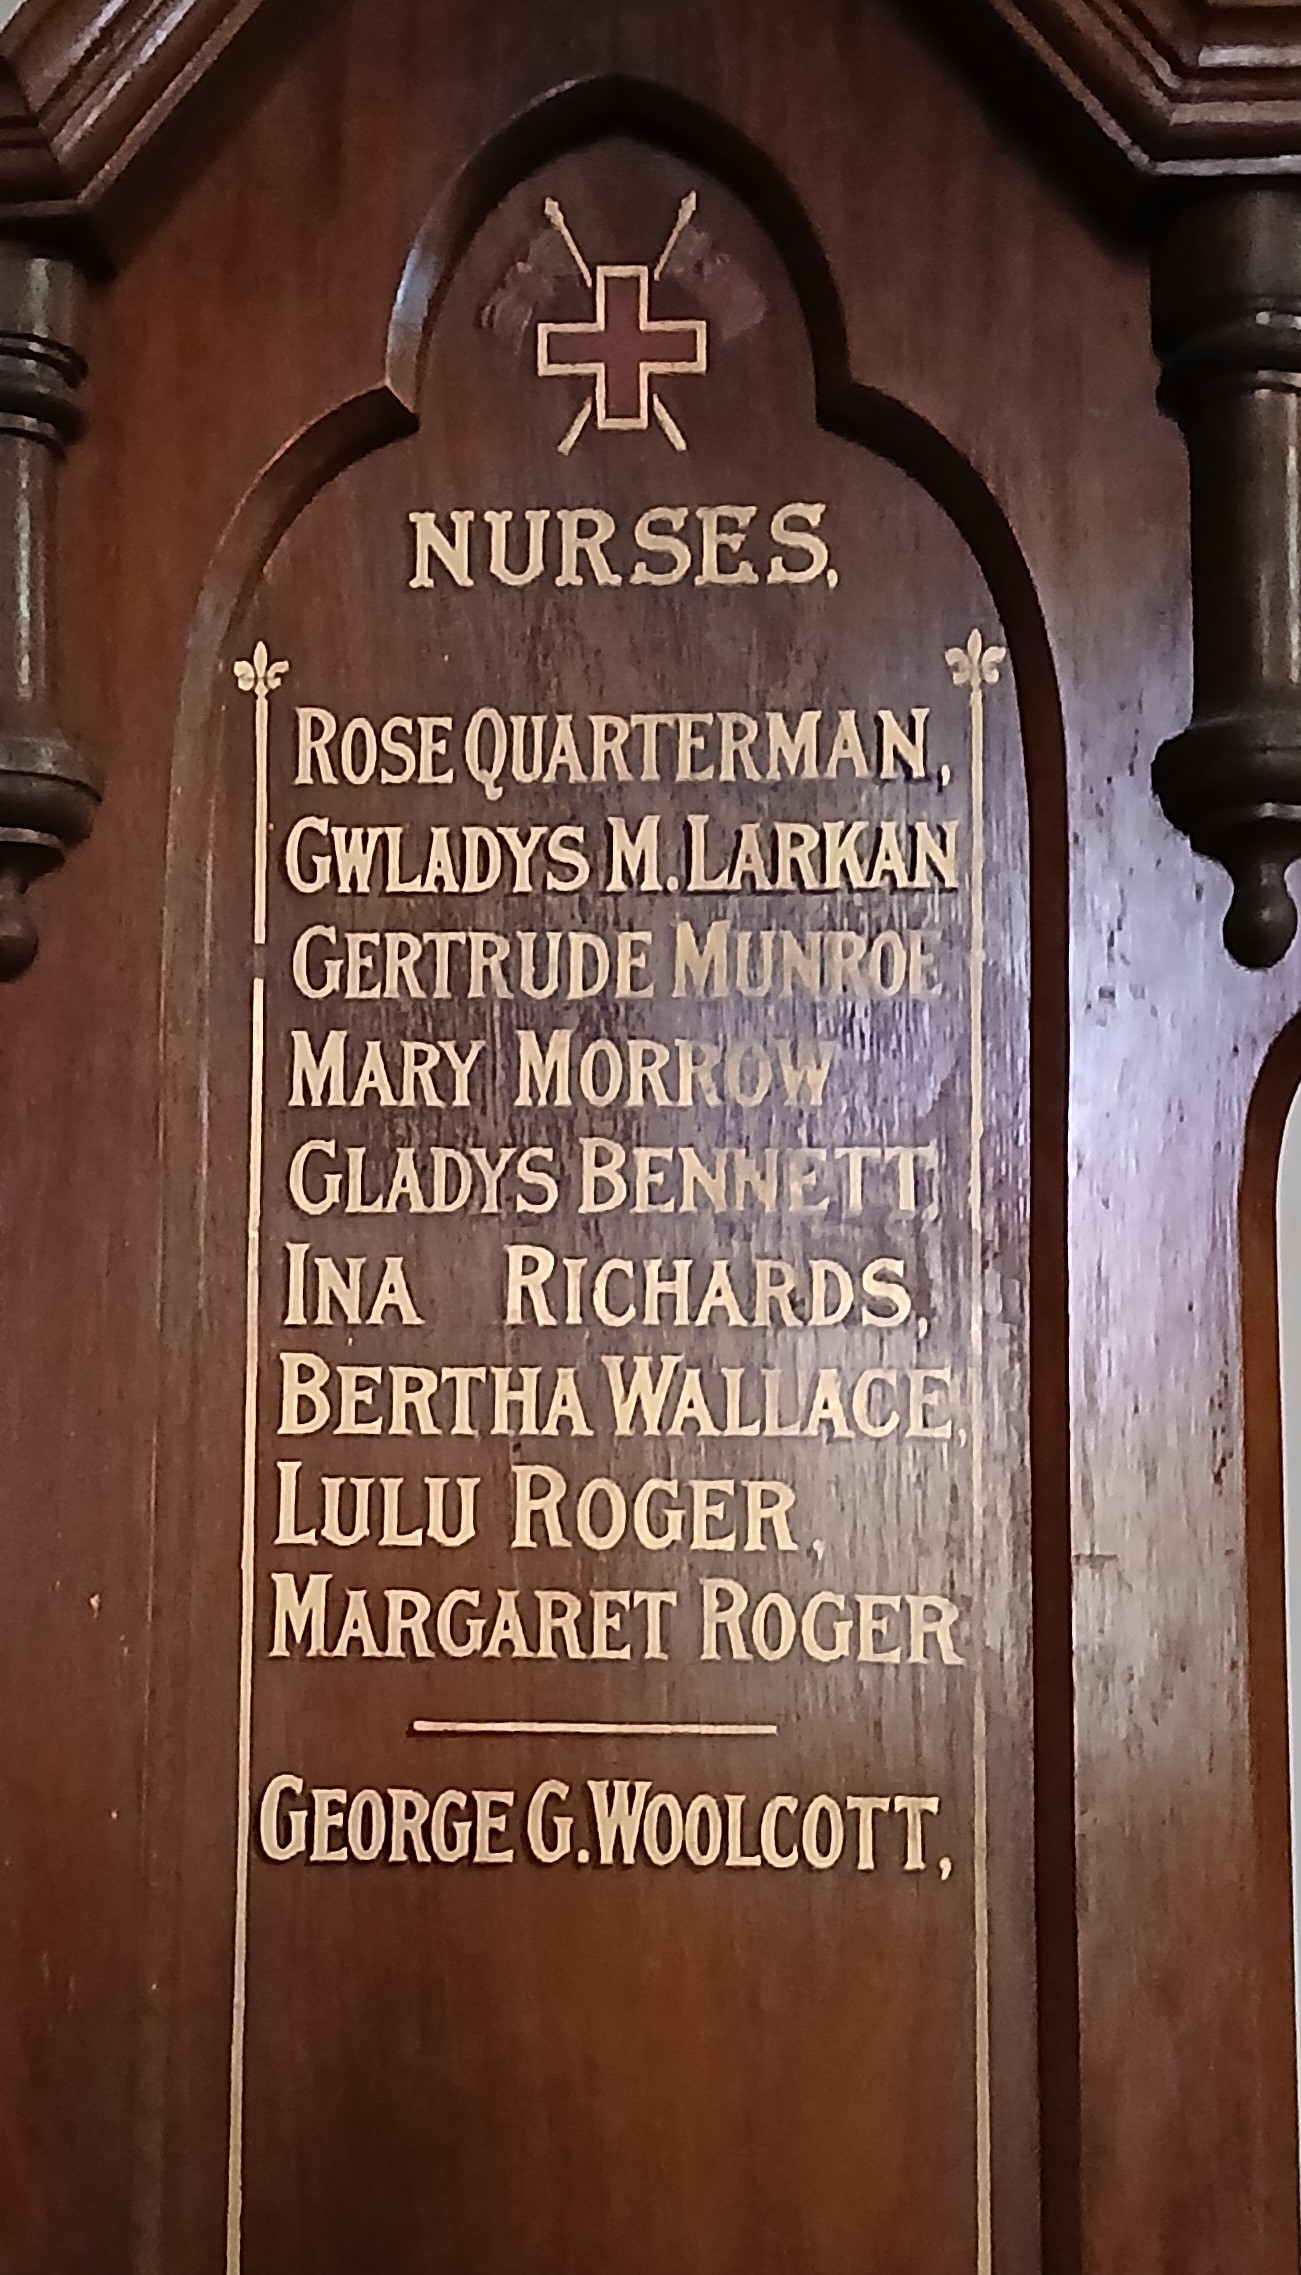 NURSES.
ROSE QUARTERMAN,
GWLADYS M. LARKAN
GERTRUDE MUNROE
MARY MORROW
GLADYS BENNETT,
INA RICHARDS,
BERTHA WALLACE,
LULU ROGER,
MARGARET ROGER
GEORGE G. WOOLCOTT,